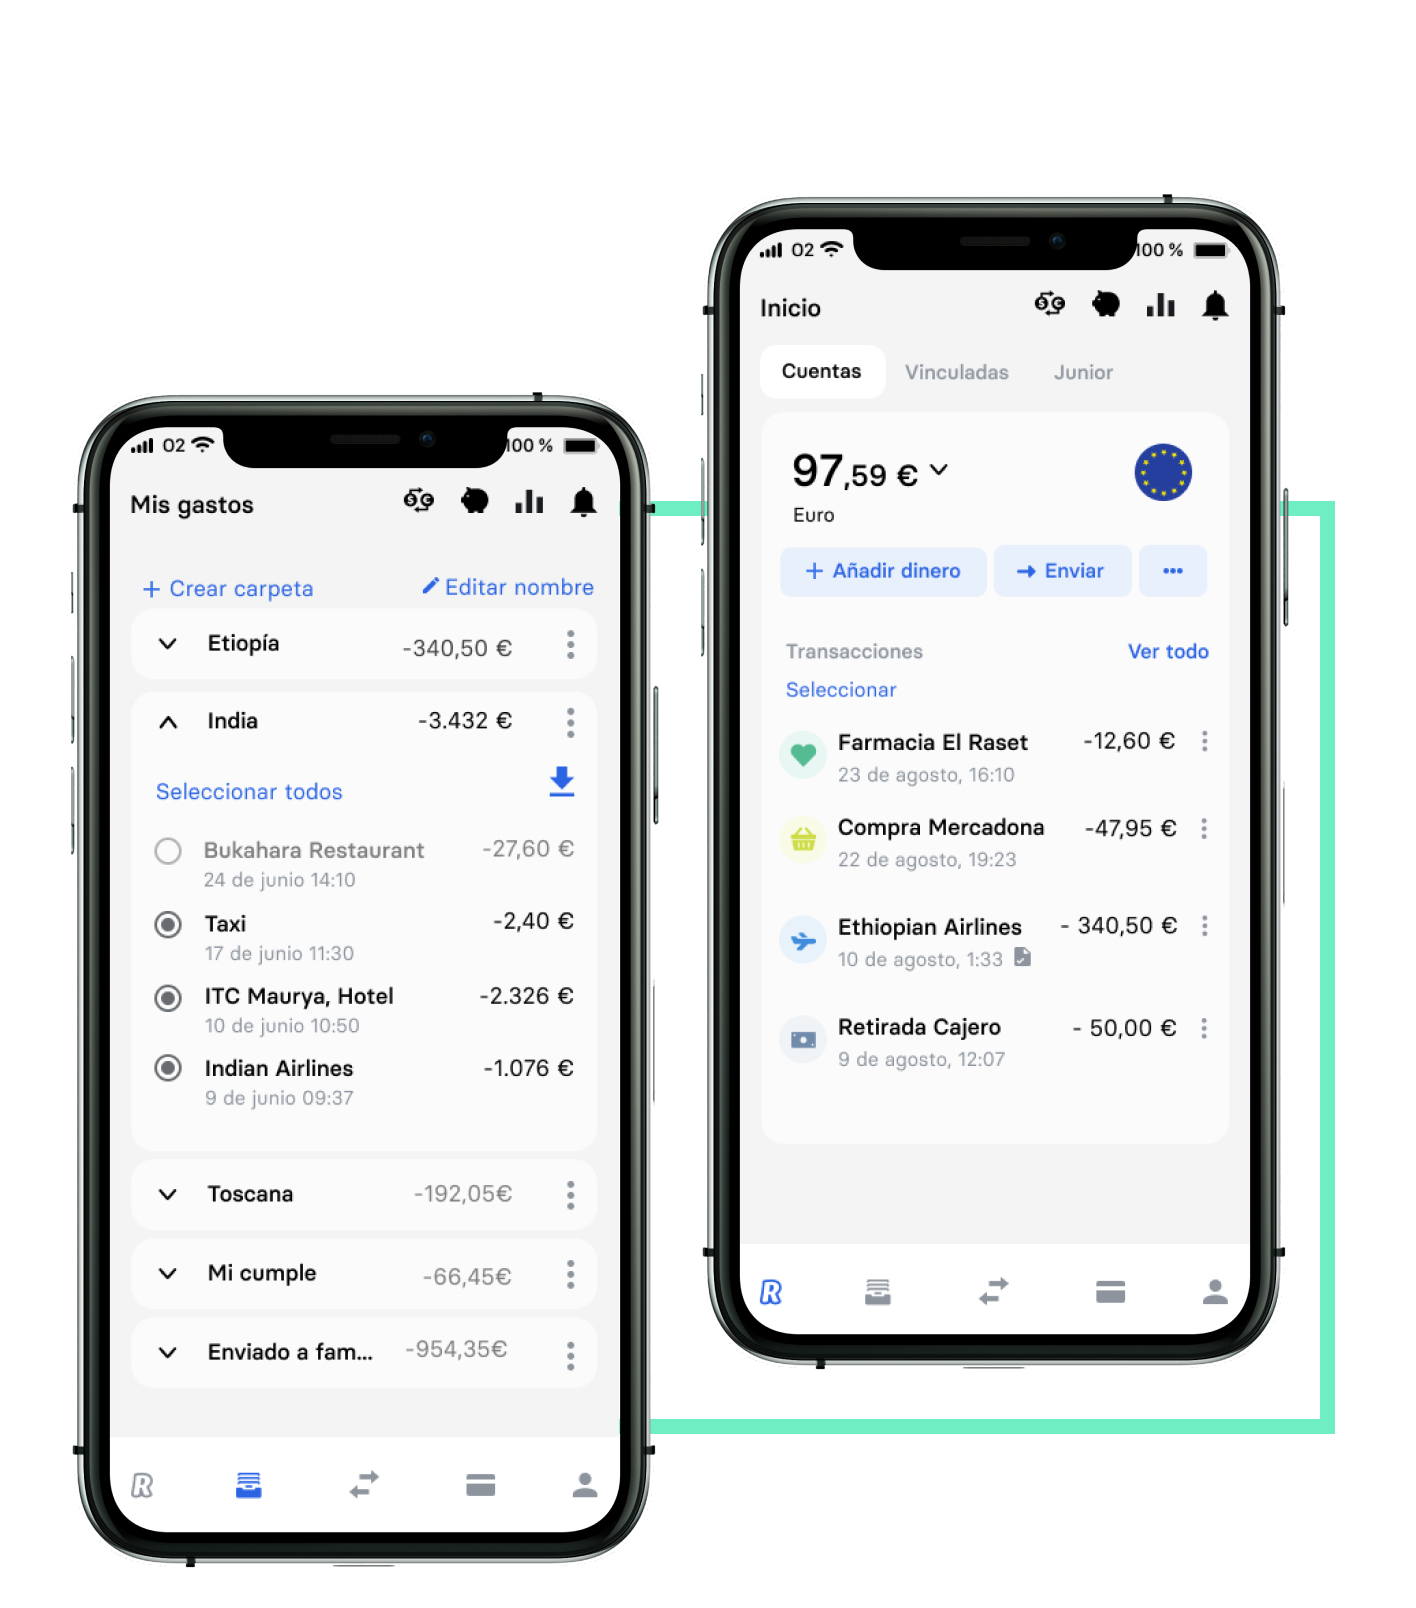 O2
100 %
Mis gastos
+ Crear carpeta
Editar nombre
Etiopía
-340,50 €
India
-3.432 €
Seleccionar todos
Bukahara Restaurant
-27,60 €
24 de junio 14:10
Taxi
-2,40 €
17 de junio 11:30
ITC Maurya, Hotel
-2.326 €
10 de junio 10:50
Indian Airlines
-1.076 €
9 de junio 09:37
Toscana
-192,05€
Mi cumple
-66,45€
Enviado a fam...
-954,35€
R
O2
100 %
Inicio
Cuentas
Vinculadas
Junior
97,59 €
Euro
+ Añadir dinero
Enviar
Transacciones
Ver todo
Seleccionar
Farmacia El Raset
-12,60 €
23 de agosto, 16:10
Compra Mercadona
-47,95 €
22 de agosto, 19:23
Ethiopian Airlines
- 340,50 €
10 de agosto, 1:33
Retirada Cajero
- 50,00 €
9 de agosto, 12:07
R